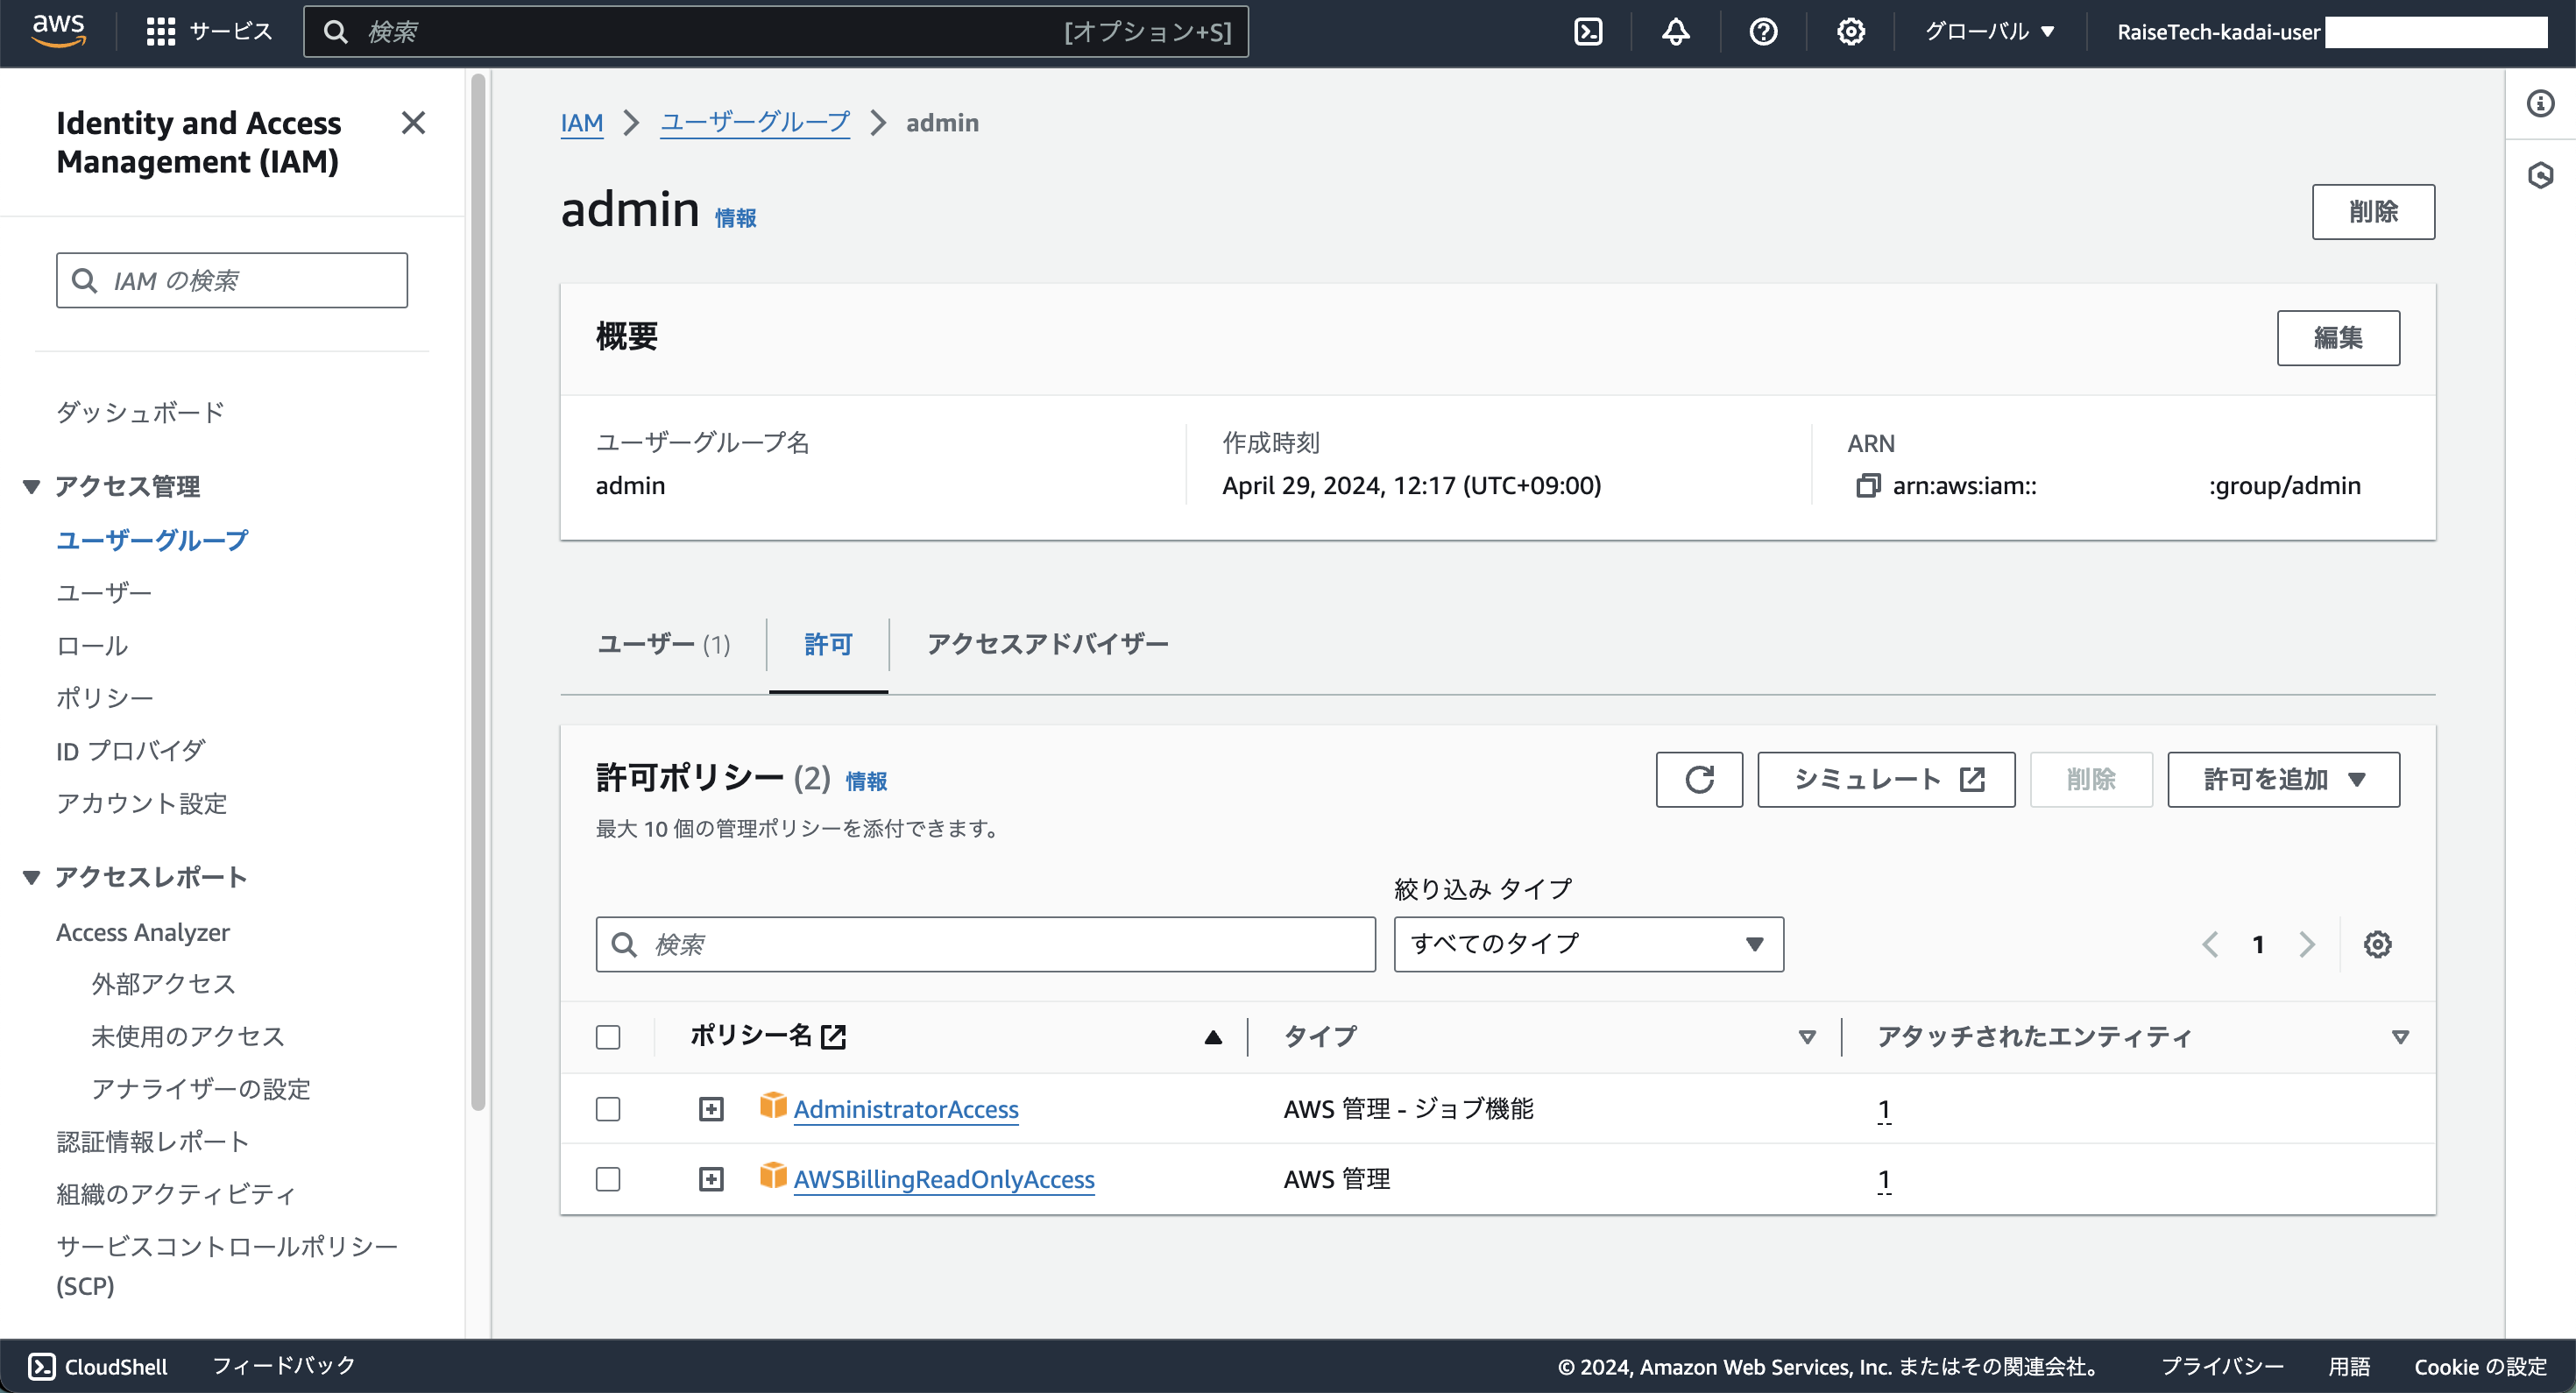 aws
サービス
検索
[オプション+S]
グローバル ▼
RaiseTech-kadai-user
Identity and Access
Management (IAM)
IAM の検索
ダッシュボード
アクセス管理
ユーザーグループ
ユーザー
ロール
ポリシー
ID プロバイダ
アカウント設定
アクセスレポート
Access Analyzer
外部アクセス
未使用のアクセス
アナライザーの設定
認証情報レポート
組織のアクティビティ
サービスコントロールポリシー
(SCP)
IAM > ユーザーグループ > admin
admin 情報
削除
概要
編集
ユーザーグループ名
admin
作成時刻
April 29, 2024, 12:17 (UTC+09:00)
ARN
arn:aws:iam:: :group/admin
ユーザー (1)
許可
アクセスアドバイザー
許可ポリシー (2) 情報
最大 10 個の管理ポリシーを添付できます。
シミュレート
削除
許可を追加 ▼
絞り込み タイプ
検索
すべてのタイプ
1
ポリシー名
タイプ
アタッチされたエンティティ
AdministratorAccess
AWS 管理 - ジョブ機能
1
AWSBillingReadOnlyAccess
AWS 管理
1
CloudShell
フィードバック
© 2024, Amazon Web Services, Inc. またはその関連会社。
プライバシー
用語
Cookie の設定